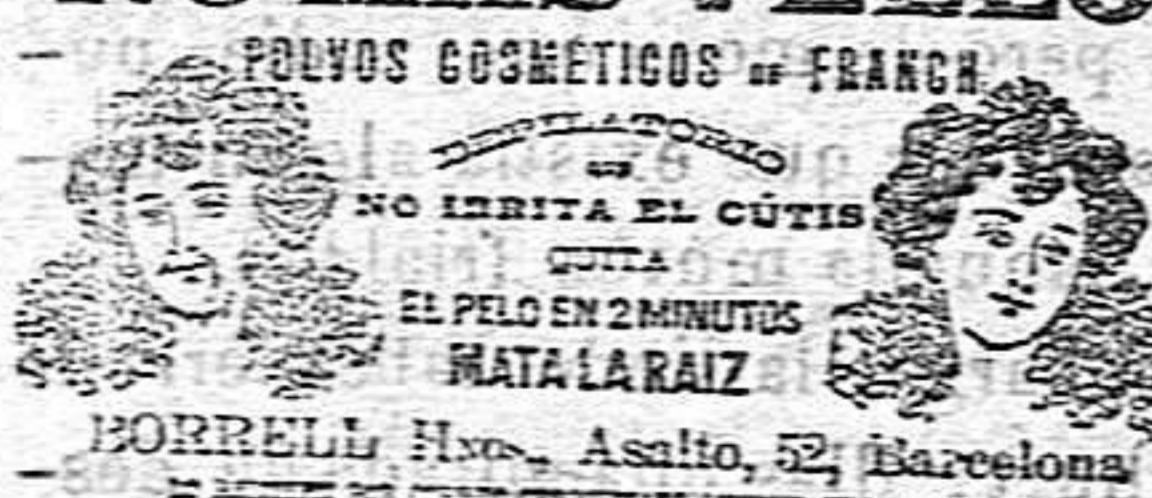 POLVOS COSMÉTICOS DE FRANCH
DEPILATORIO
QUE
NO IRRITA EL CÚTIS
QUITA
EL PELO EN 2 MINUTOS
MATA LA RAIZ
BORRELL Hnos., Asalto, 52, Barcelona